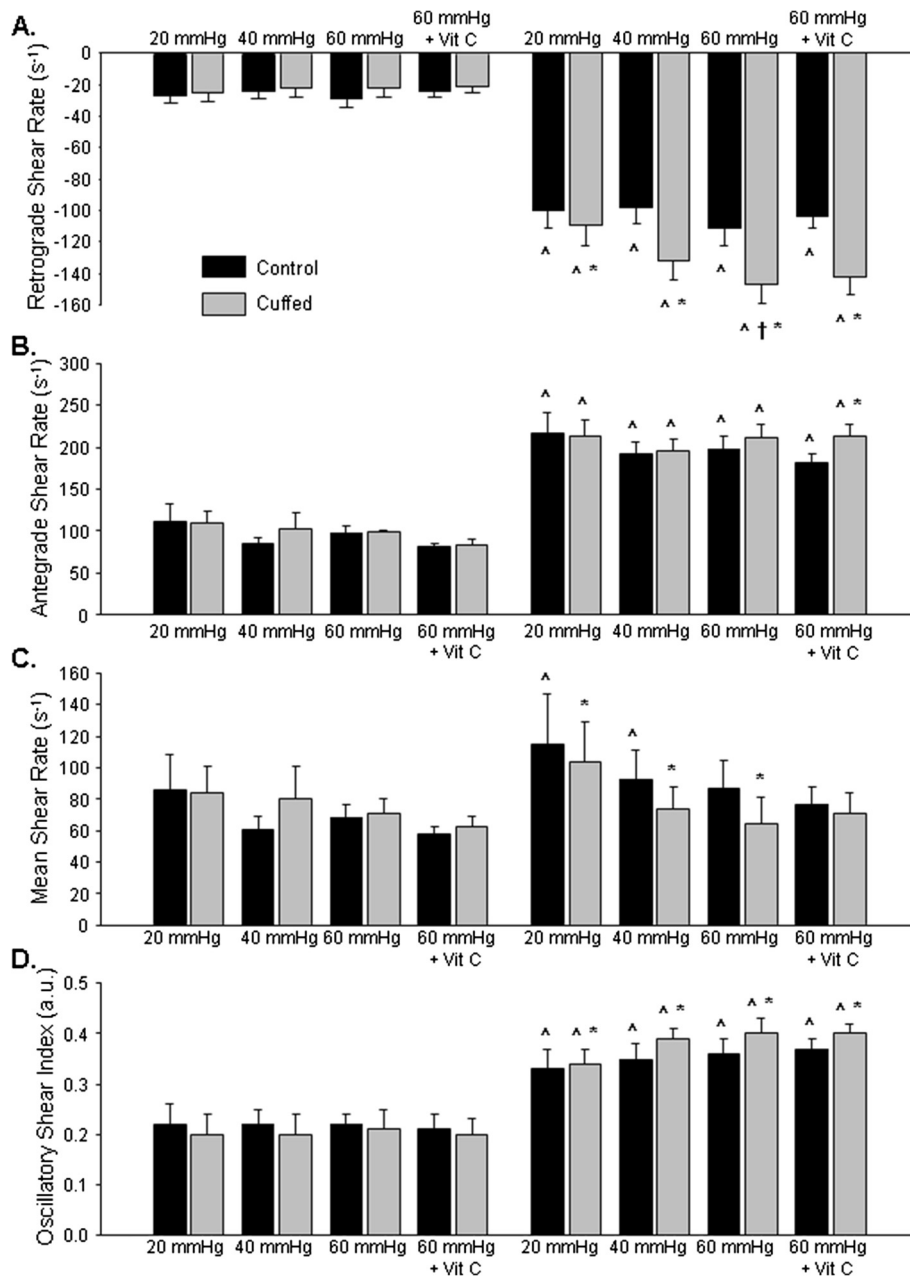 A.
20 mmHg 40 mmHg 60 mmHg 60 mmHg + Vit C 20 mmHg 40 mmHg 60 mmHg 60 mmHg + Vit C
Retrograde Shear Rate (s-1)
0
-20
-40
-60
-80
-100
-120
-140
-160
Control
Cuffed
^ ^ * ^ ^ * ^ ^ † * ^ ^ *
B.
Antegrade Shear Rate (s-1)
300
250
200
150
100
50
0
^ ^ ^ ^ ^ ^ ^ ^ *
20 mmHg 40 mmHg 60 mmHg 60 mmHg + Vit C 20 mmHg 40 mmHg 60 mmHg 60 mmHg + Vit C
C.
Mean Shear Rate (s-1)
160
140
120
100
80
60
40
20
0
^ * ^ * *
20 mmHg 40 mmHg 60 mmHg 60 mmHg + Vit C 20 mmHg 40 mmHg 60 mmHg 60 mmHg + Vit C
D.
Oscillatory Shear Index (a.u.)
0.5
0.4
0.3
0.2
0.1
0.0
^ ^ * ^ ^ * ^ ^ * ^ ^ *
20 mmHg 40 mmHg 60 mmHg 60 mmHg + Vit C 20 mmHg 40 mmHg 60 mmHg 60 mmHg + Vit C